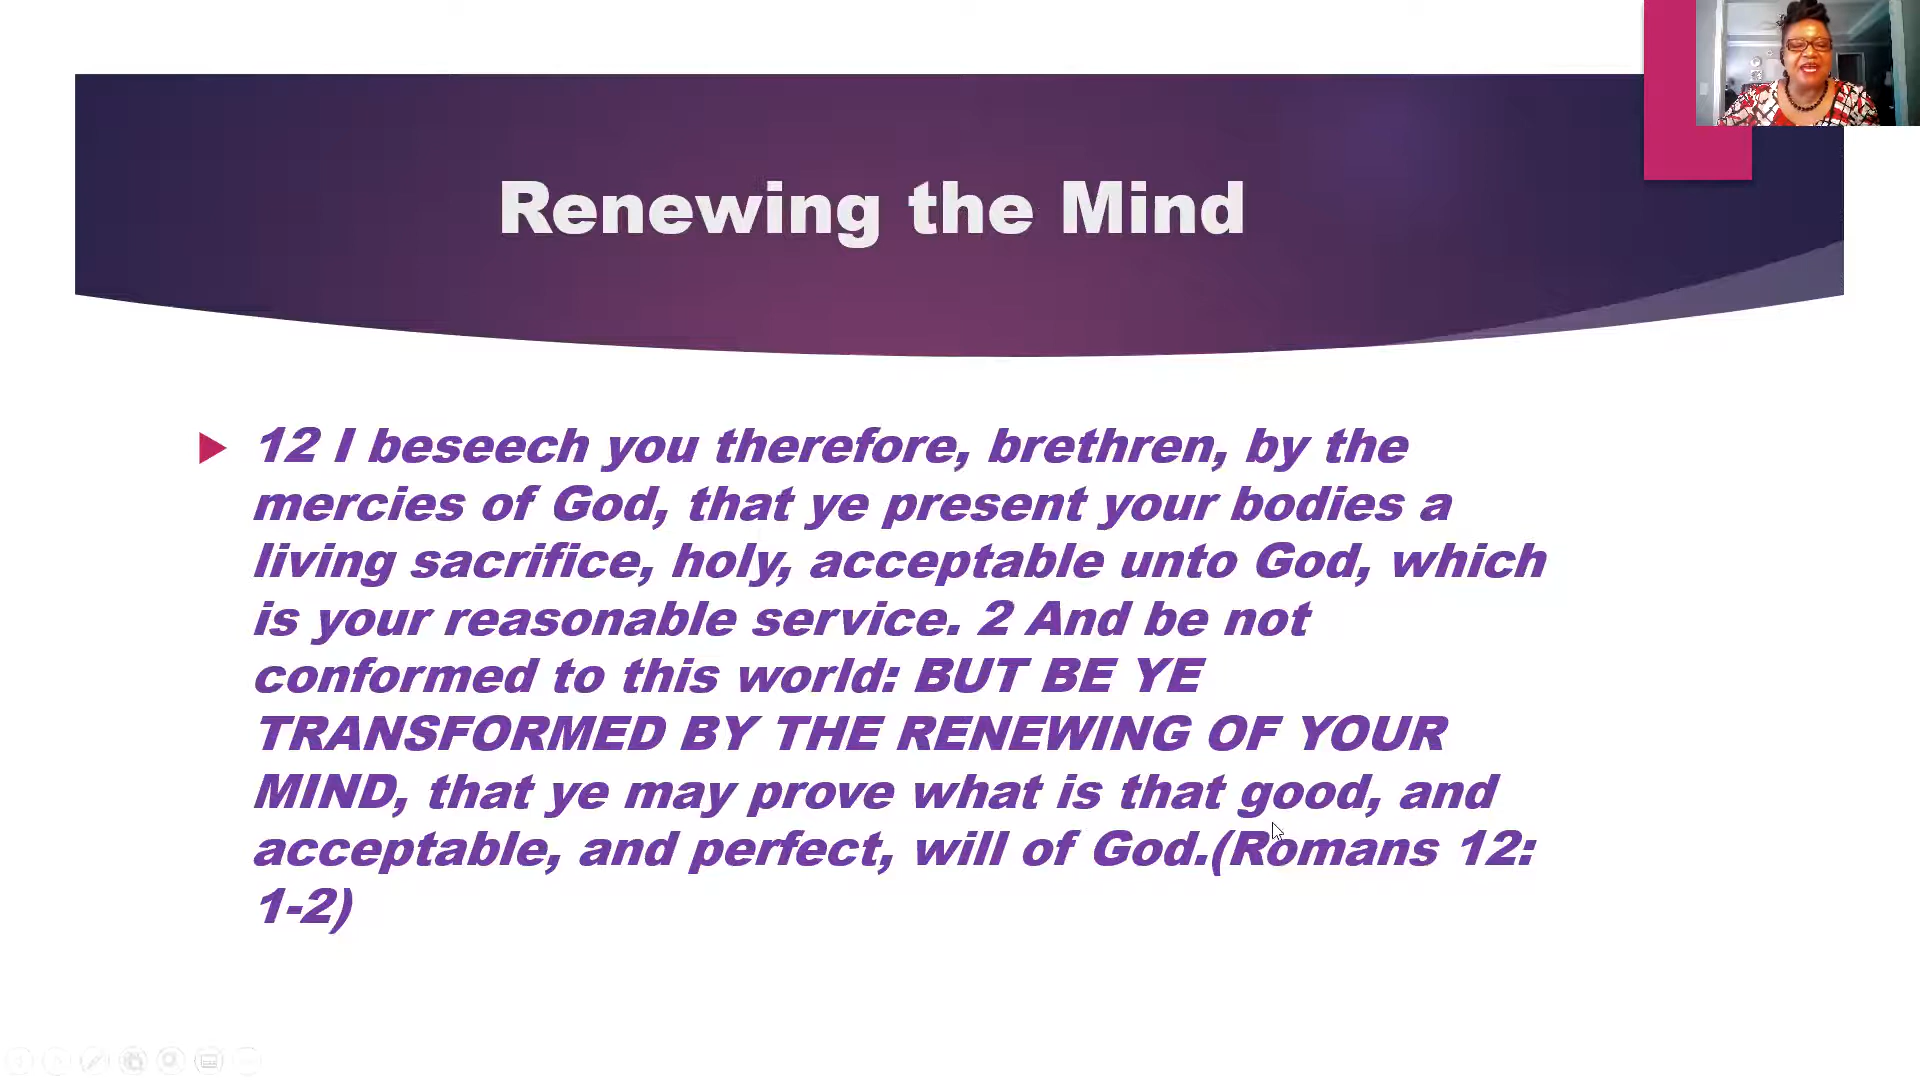 Renewing the Mind
12 I beseech you therefore, brethren, by the
mercies of God, that ye present your bodies a
living sacrifice, holy, acceptable unto God, which
is your reasonable service. 2 And be not
conformed to this world: BUT BE YE
TRANSFORMED BY THE RENEWING OF YOUR
MIND, that ye may prove what is that good, and
acceptable, and perfect, will of God.(Romans 12:
1-2)